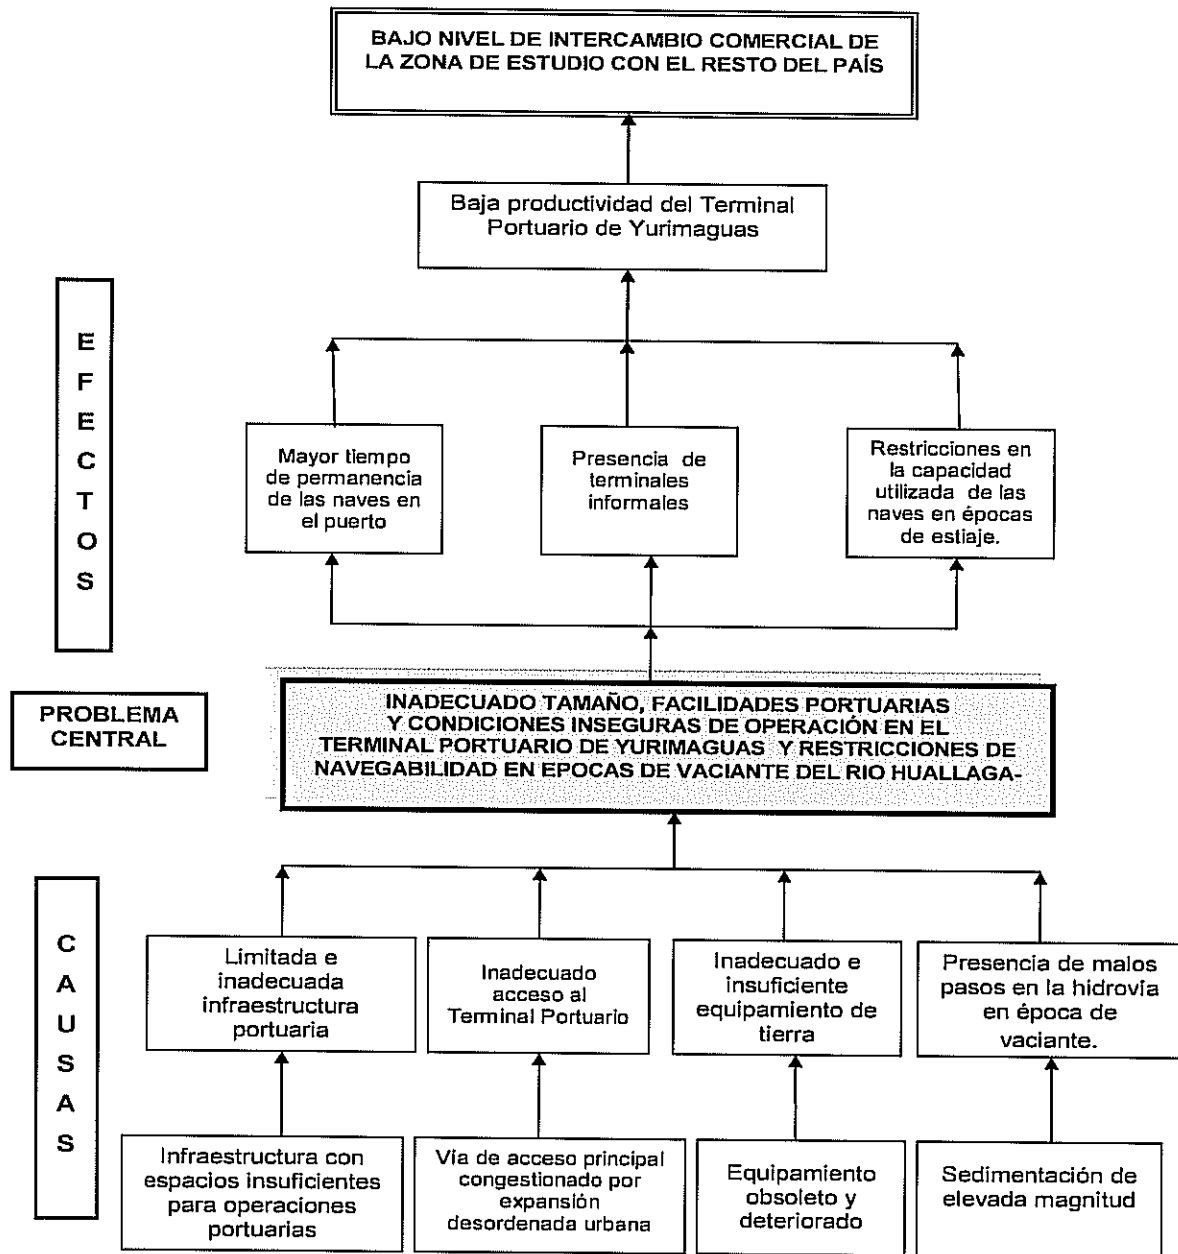 BAJO NIVEL DE INTERCAMBIO COMERCIAL DE
LA ZONA DE ESTUDIO CON EL RESTO DEL PAÍS
Baja productividad del Terminal
Portuario de Yurimaguas
E
F
E
C
T
O
S
Mayor tiempo
de permanencia
de las naves en
el puerto
Presencia de
terminales
informales
Restricciones en
la capacidad
utilizada de las
naves en épocas
de estiaje.
PROBLEMA
CENTRAL
INADECUADO TAMAÑO, FACILIDADES PORTUARIAS
Y CONDICIONES INSEGURAS DE OPERACIÓN EN EL
TERMINAL PORTUARIO DE YURIMAGUAS Y RESTRICCIONES DE
NAVEGABILIDAD EN EPOCAS DE VACIANTE DEL RIO HUALLAGA-
C
A
U
S
A
S
Limitada e
inadecuada
infraestructura
portuaria
Inadecuado
acceso al
Terminal Portuario
Inadecuado e
insuficiente
equipamiento de
tierra
Presencia de malos
pasos en la hidrovía
en época de
vaciante.
Infraestructura con
espacios insuficientes
para operaciones
portuarias
Vía de acceso principal
congestionado por
expansión
desordenada urbana
Equipamiento
obsoleto y
deteriorado
Sedimentación de
elevada magnitud